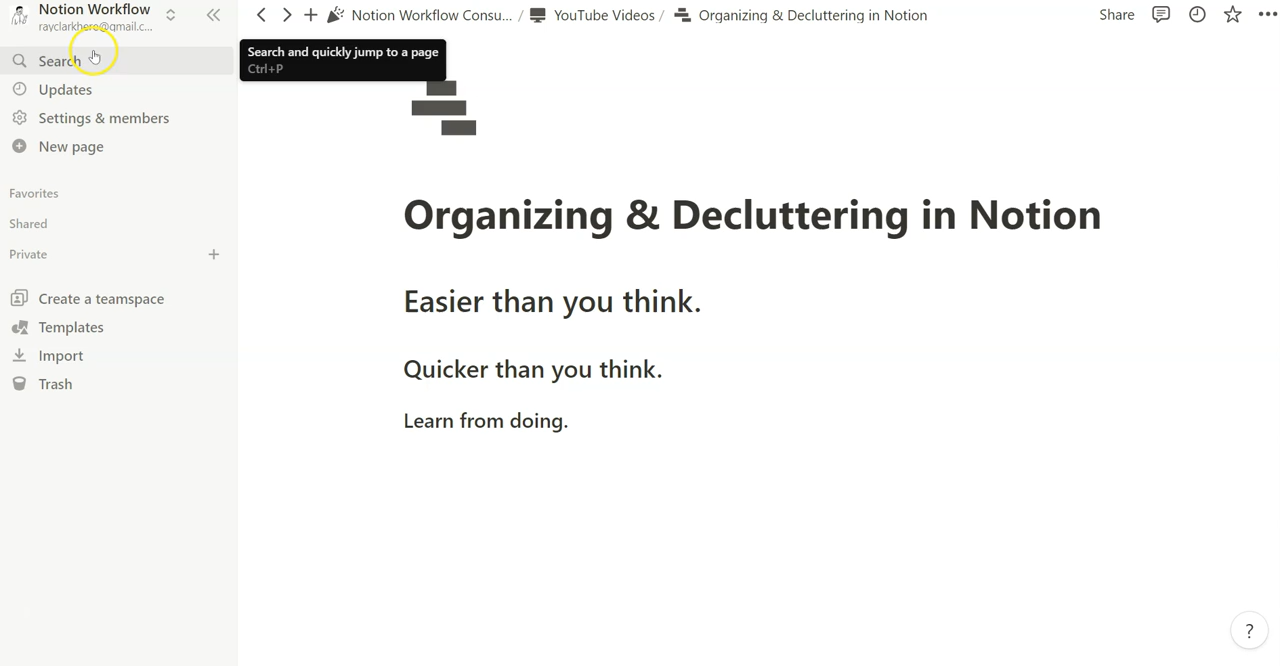 Notion Workflow
rayclarkhero@gmail.c...
Search
Updates
Settings & members
New page
Favorites
Shared
Private
Create a teamspace
Templates
Import
Trash
Notion Workflow Consu... / YouTube Videos / Organizing & Decluttering in Notion
Share
Search and quickly jump to a page
Ctrl+P
Organizing & Decluttering in Notion
Easier than you think.
Quicker than you think.
Learn from doing.
?